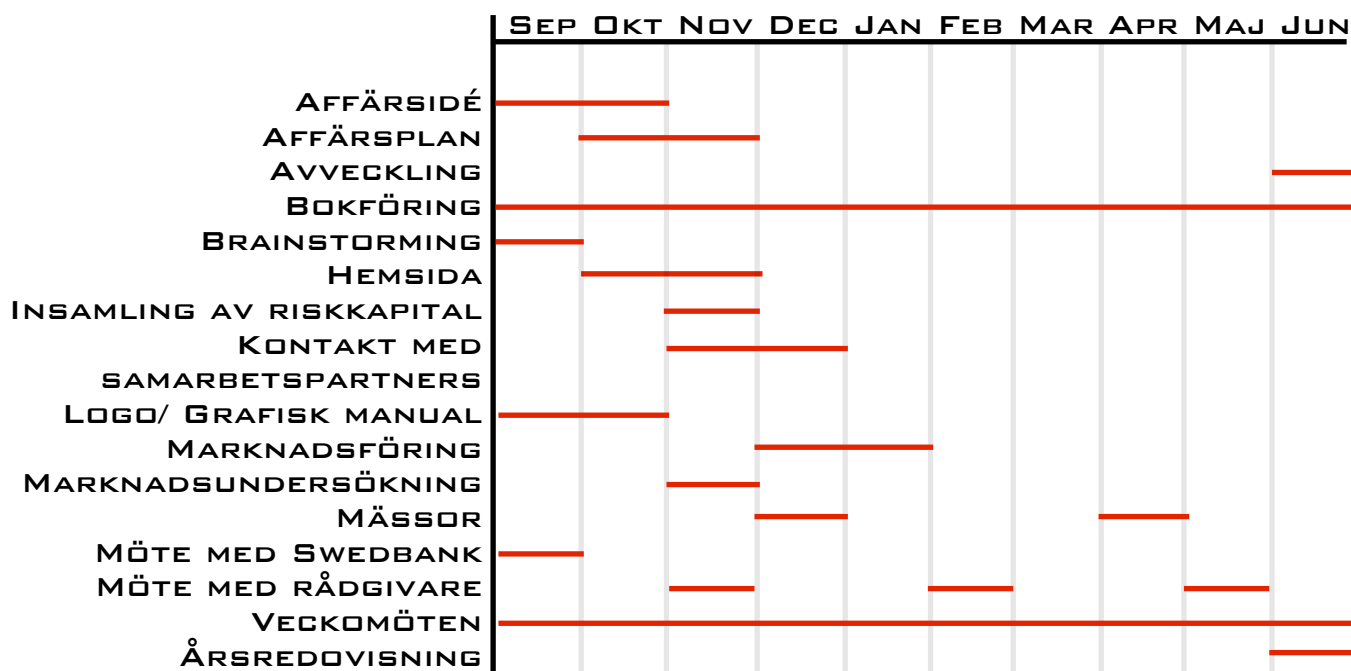 Sep Okt Nov Dec Jan Feb Mar Apr Maj Jun
Affärsidé
Affärsplan
Avveckling
Bokföring
Brainstorming
Hemsida
Insamling av riskkapital
Kontakt med
samarbetspartners
Logo/ Grafisk manual
Marknadsföring
Marknadsundersökning
Mässor
Möte med Swedbank
Möte med rådgivare
Veckomöten
Årsredovisning